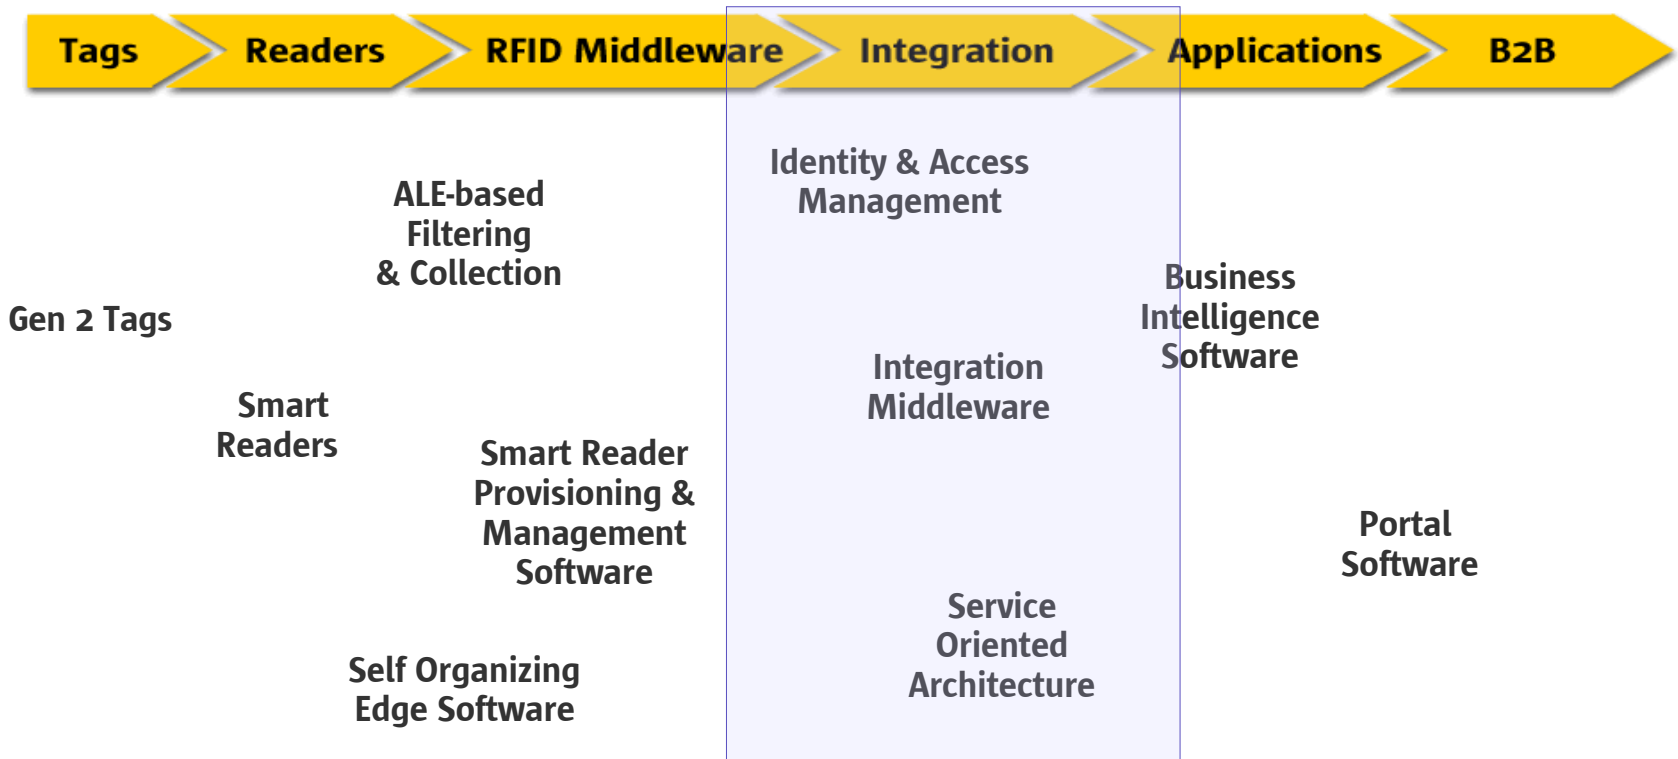 Tags
Readers
RFID Middleware
Integration
Applications
B2B
Identity & Access
Management
ALE-based
Filtering
& Collection
Business
Intelligence
Software
Gen 2 Tags
Integration
Middleware
Smart
Readers
Smart Reader
Provisioning &
Management
Software
Portal
Software
Service
Oriented
Architecture
Self Organizing
Edge Software